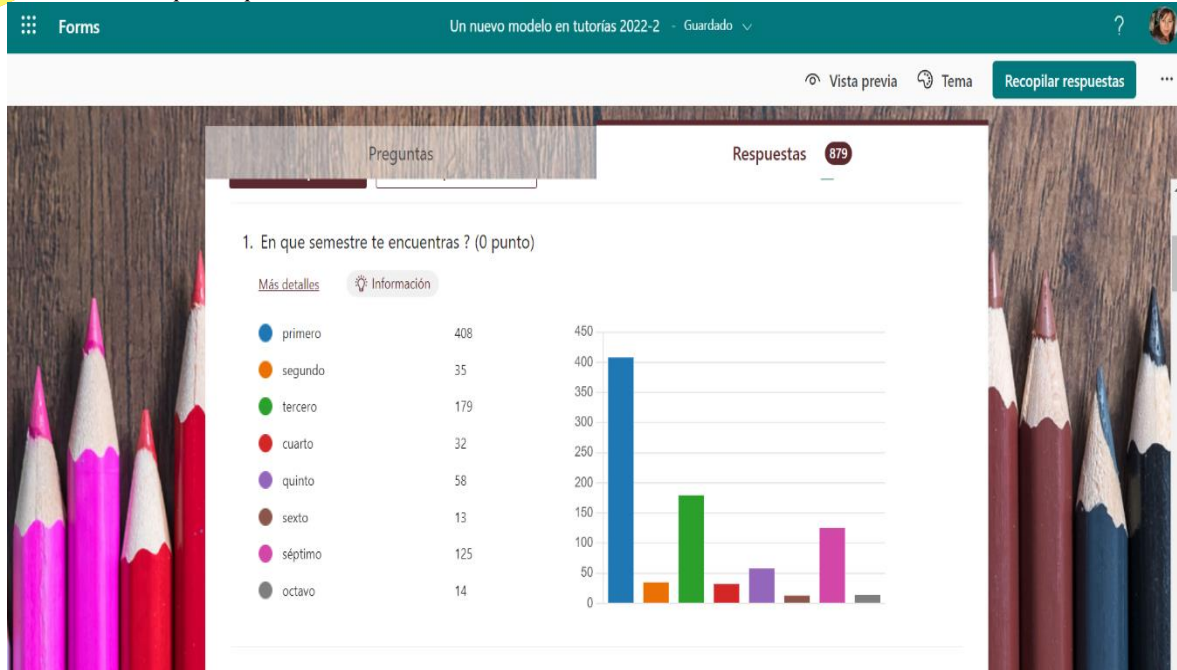 Forms
Un nuevo modelo en tutorías 2022-2 - Guardado
?
Vista previa
Tema
Recopilar respuestas
...
Preguntas
Respuestas 879
1. En que semestre te encuentras ? (0 punto)
Más detalles
Información
primero 408
segundo 35
tercero 179
cuarto 32
quinto 58
sexto 13
séptimo 125
octavo 14
450
400
350
300
250
200
150
100
50
0